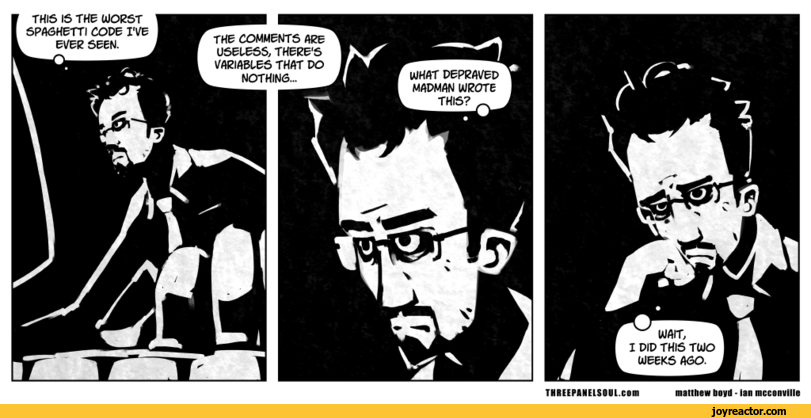 THIS IS THE WORST
SPAGHETTI CODE I'VE
EVER SEEN.
THE COMMENTS ARE
USELESS, THERE'S
VARIABLES THAT DO
NOTHING...
WHAT DEPRAVED
MADMAN WROTE
THIS?
WAIT,
I DID THIS TWO
WEEKS AGO.
THREEPANELSOUL.com matthew boyd - ian mcconville
joyreactor.com